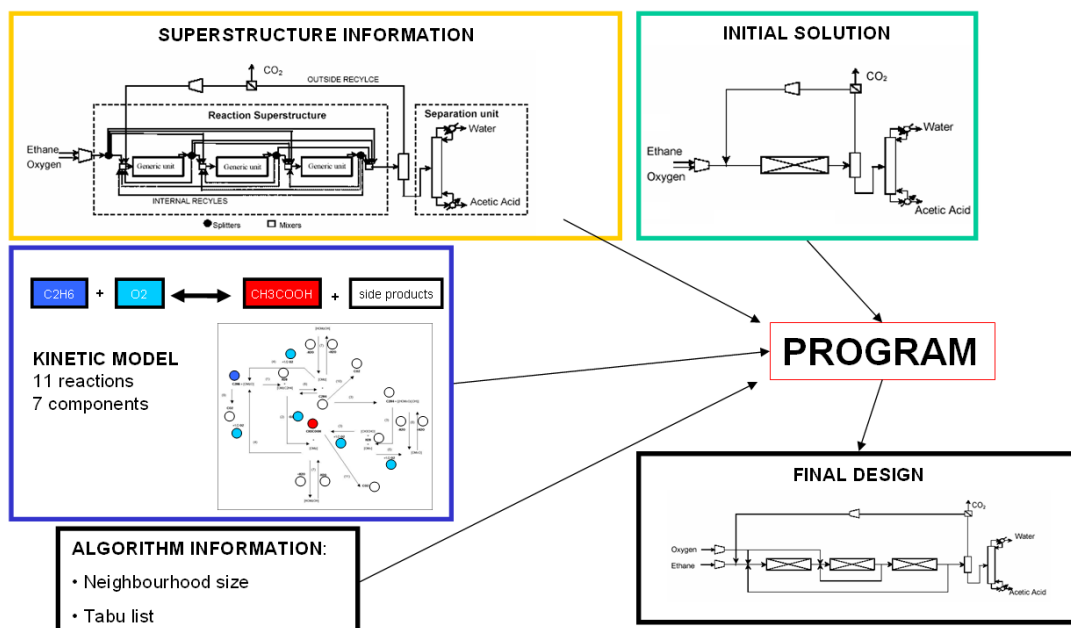 SUPERSTRUCTURE INFORMATION
CO2
OUTSIDE RECYLCE
Reaction Superstructure
Separation unit
Water
Ethane
Oxygen
Generic unit
Generic unit
Generic unit
INTERNAL RECYLES
Acetic Acid
Splitters
Mixers
INITIAL SOLUTION
CO2
Water
Ethane
Oxygen
Acetic Acid
C2H6 + O2 CH3COOH + side products
KINETIC MODEL
11 reactions
7 components
CH3COOH
PROGRAM
ALGORITHM INFORMATION:
• Neighbourhood size
• Tabu list
FINAL DESIGN
CO2
Water
Oxygen
Ethane
Acetic Acid